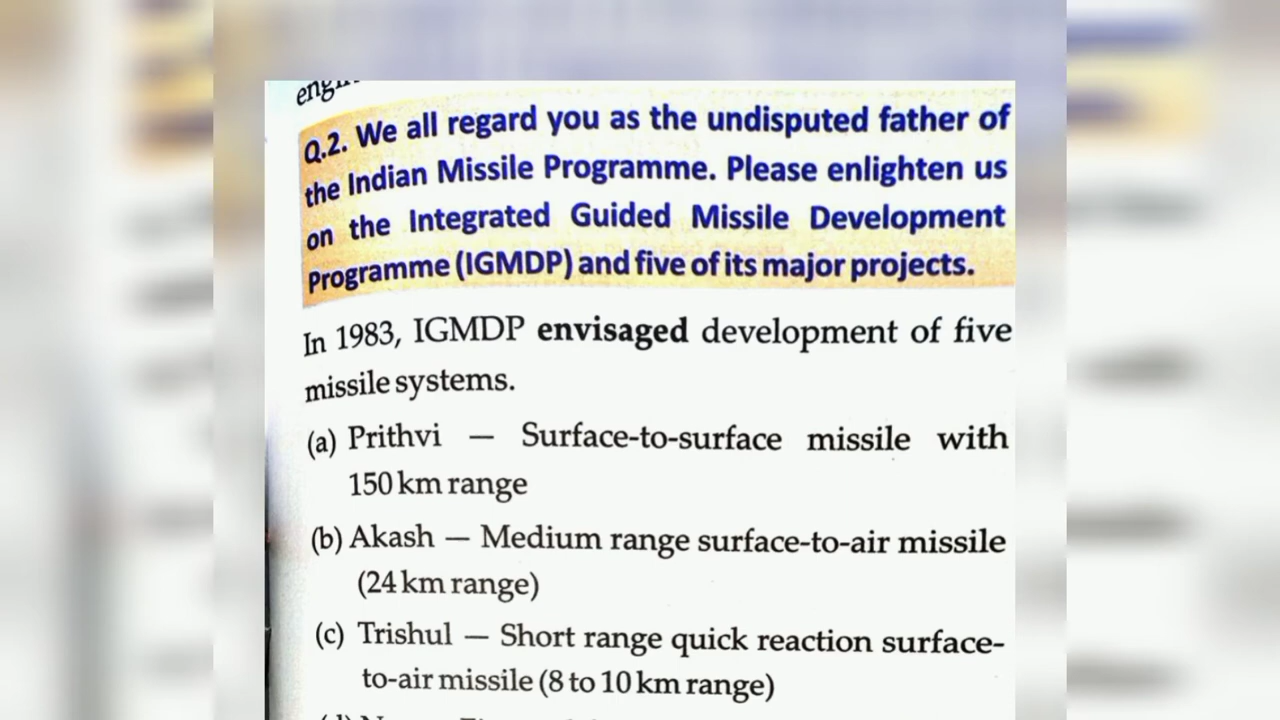 Q.2. We all regard you as the undisputed father of
the Indian Missile Programme. Please enlighten us
on the Integrated Guided Missile Development
Programme (IGMDP) and five of its major projects.
In 1983, IGMDP envisaged development of five
missile systems.
(a) Prithvi — Surface-to-surface missile with
150 km range
(b) Akash — Medium range surface-to-air missile
(24 km range)
(c) Trishul — Short range quick reaction surface-
to-air missile (8 to 10 km range)